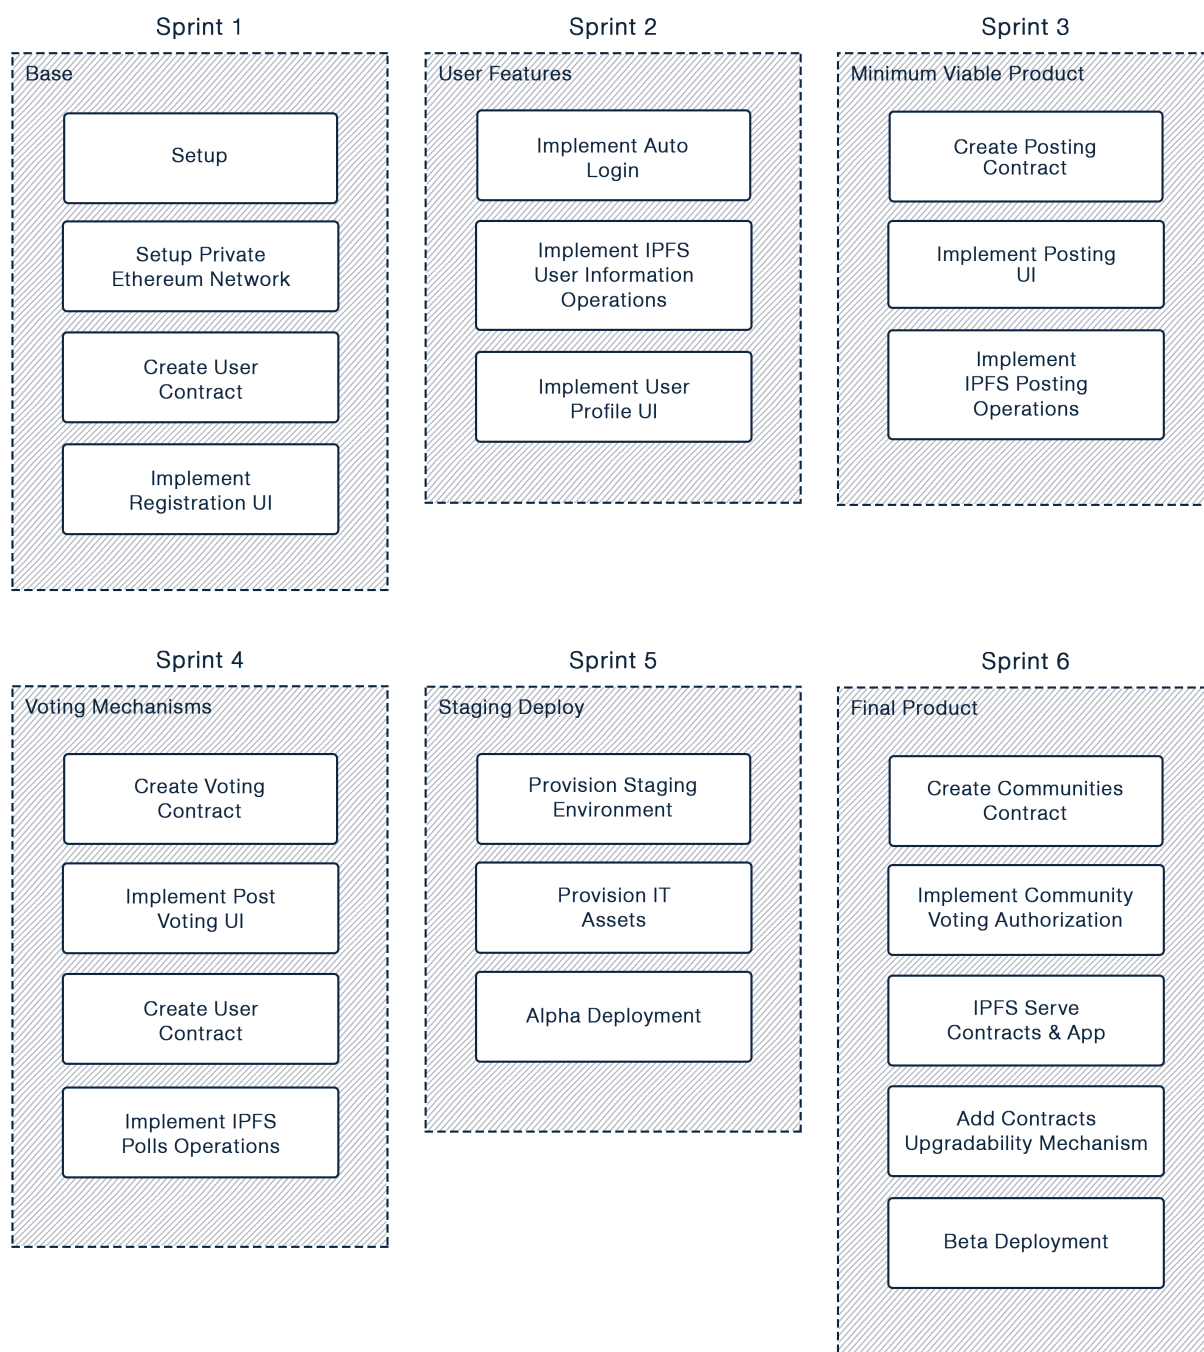 Sprint 1
Base
Setup
Setup Private
Ethereum Network
Create User
Contract
Implement
Registration UI
Sprint 2
User Features
Implement Auto
Login
Implement IPFS
User Information
Operations
Implement User
Profile UI
Sprint 3
Minimum Viable Product
Create Posting
Contract
Implement Posting
UI
Implement
IPFS Posting
Operations
Sprint 4
Voting Mechanisms
Create Voting
Contract
Implement Post
Voting UI
Create User
Contract
Implement IPFS
Polls Operations
Sprint 5
Staging Deploy
Provision Staging
Environment
Provision IT
Assets
Alpha Deployment
Sprint 6
Final Product
Create Communities
Contract
Implement Community
Voting Authorization
IPFS Serve
Contracts & App
Add Contracts
Upgradability Mechanism
Beta Deployment